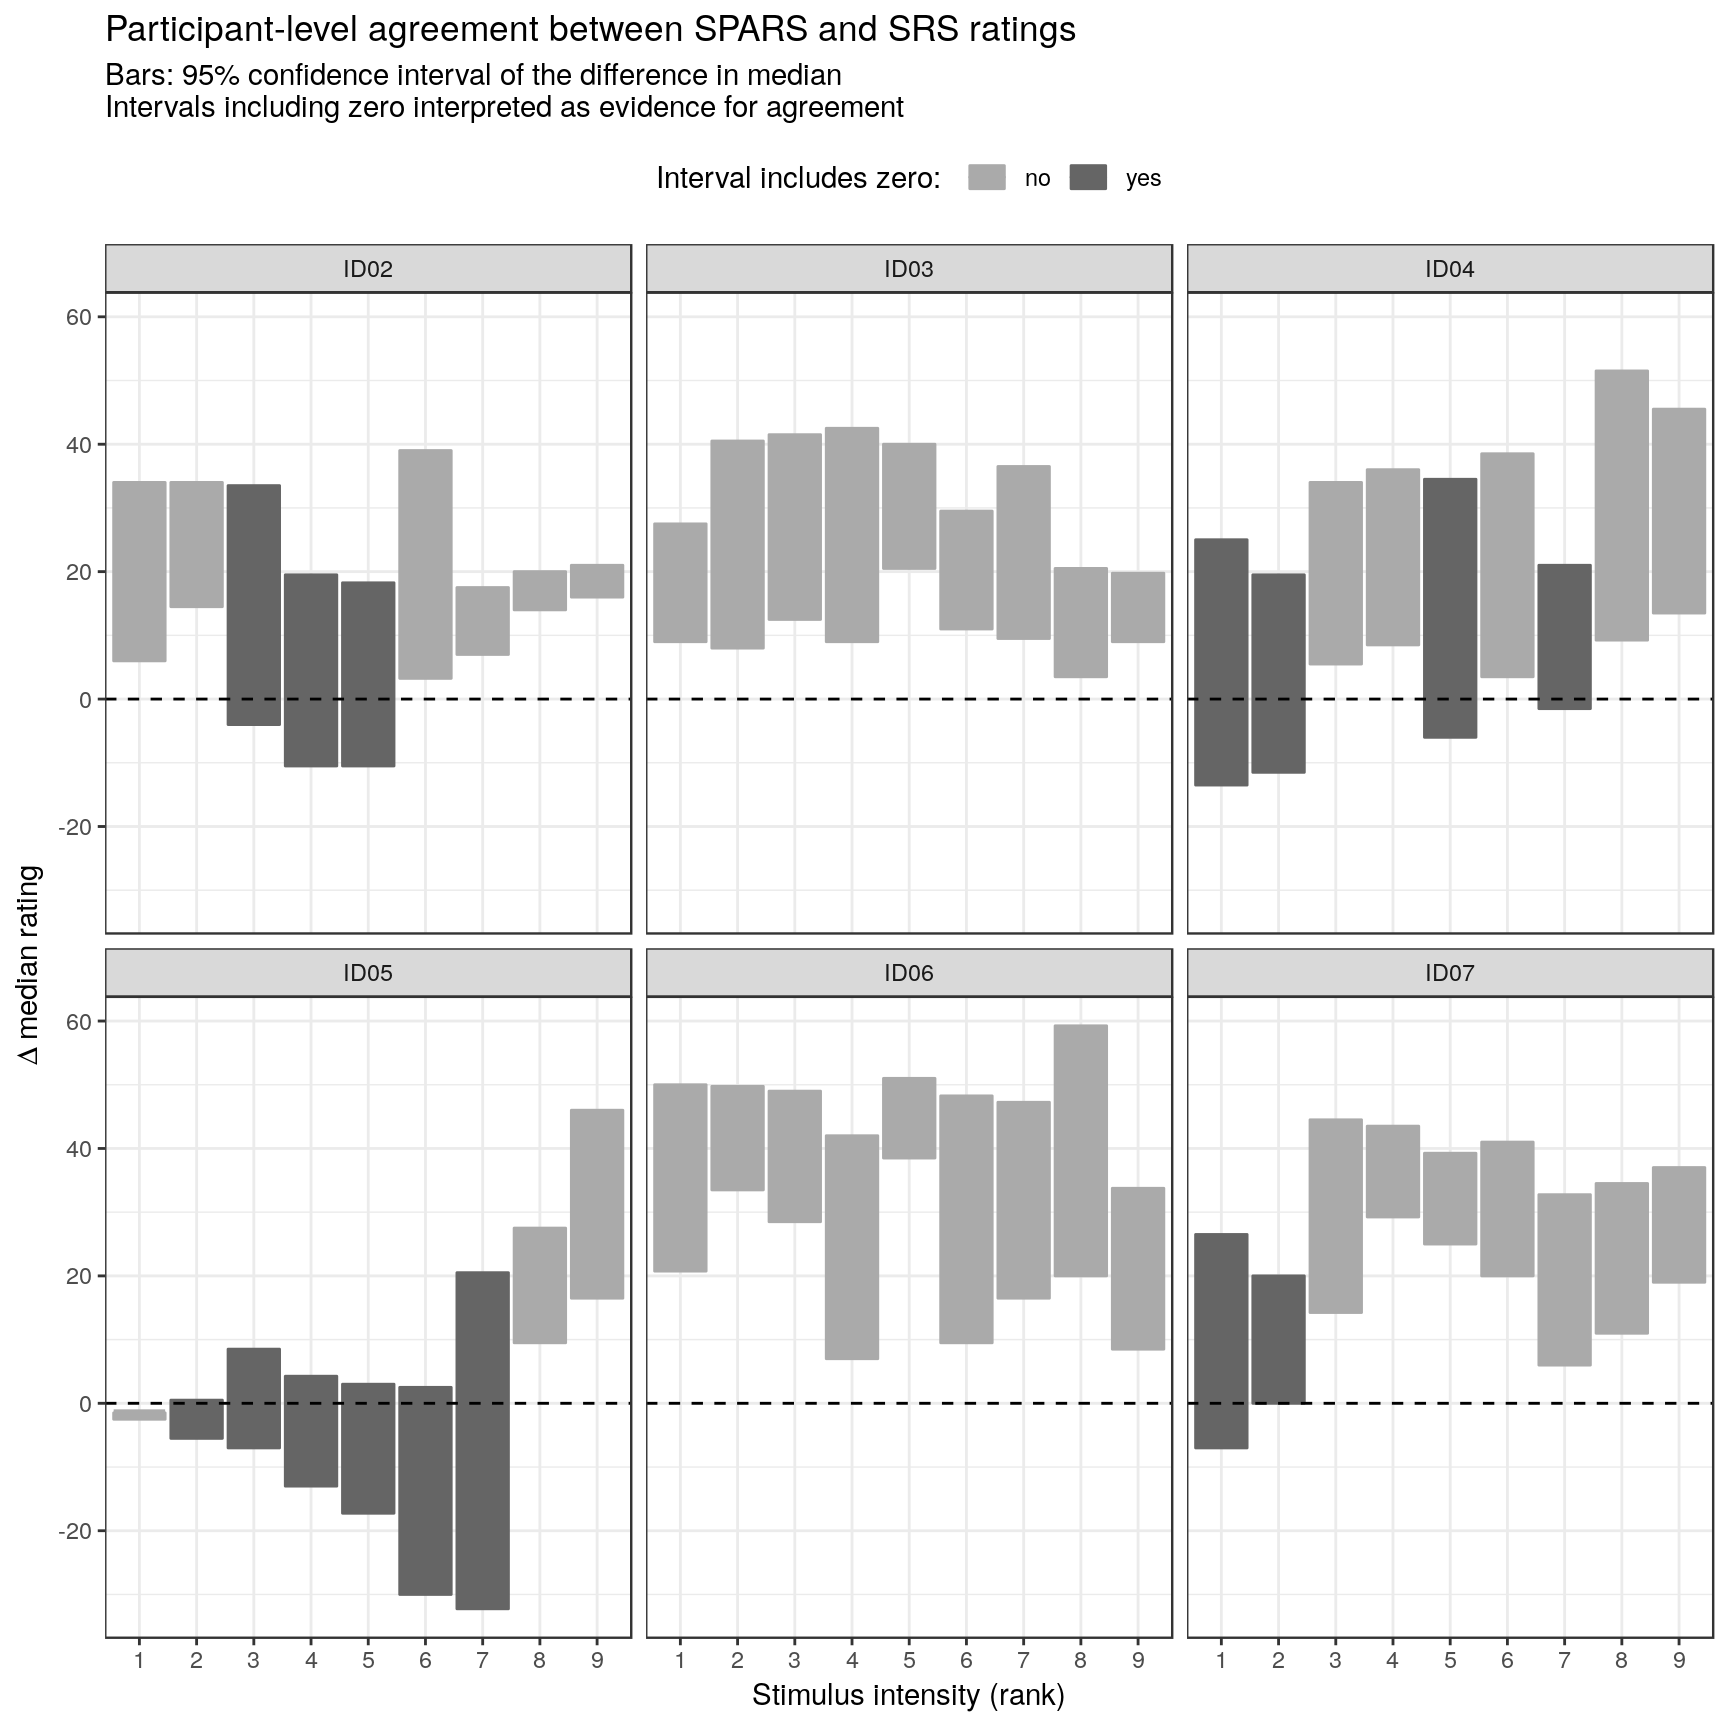 Participant-level agreement between SPARS and SRS ratings
Bars: 95% confidence interval of the difference in median
Intervals including zero interpreted as evidence for agreement
Interval includes zero: no yes
ID02 ID03 ID04
60
40
20
0
-20
Δ median rating
ID05 ID06 ID07
60
40
20
0
-20
1 2 3 4 5 6 7 8 9 1 2 3 4 5 6 7 8 9 1 2 3 4 5 6 7 8 9
Stimulus intensity (rank)